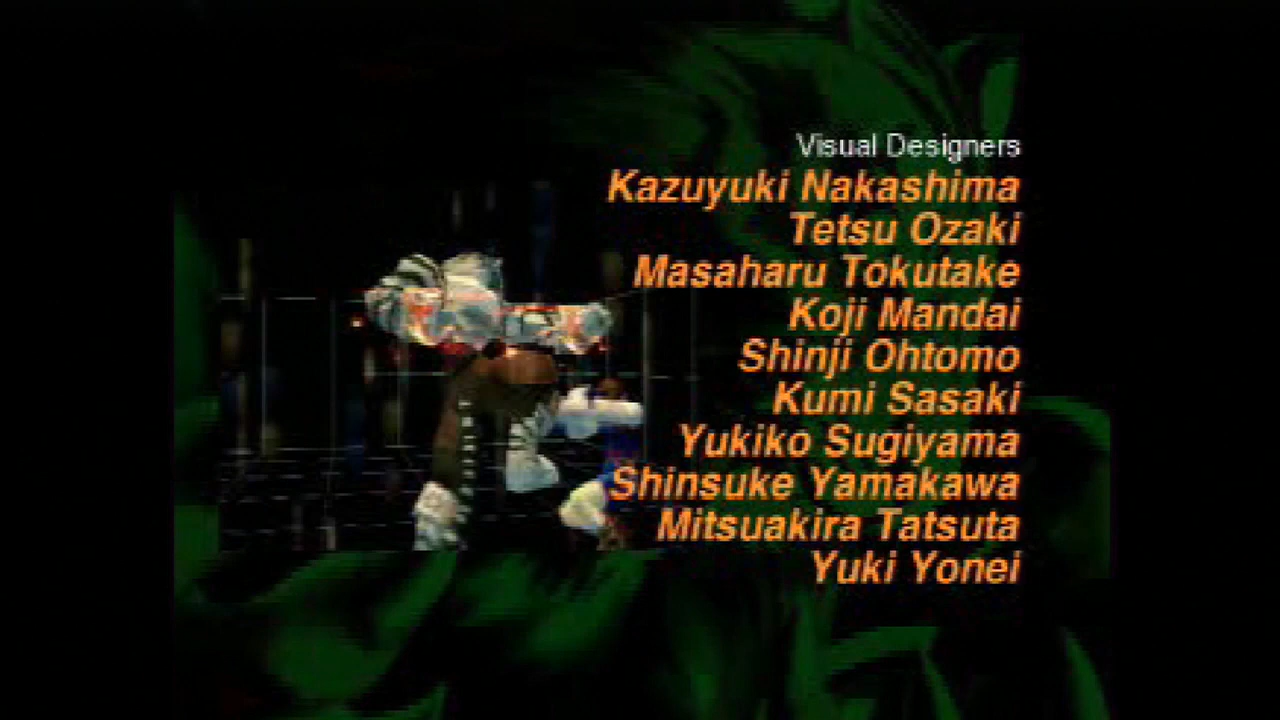 Visual Designers
Kazuyuki Nakashima
Tetsu Ozaki
Masaharu Tokutake
Koji Mandai
Shinji Ohtomo
Kumi Sasaki
Yukiko Sugiyama
Shinsuke Yamakawa
Mitsuakira Tatsuta
Yuki Yonei